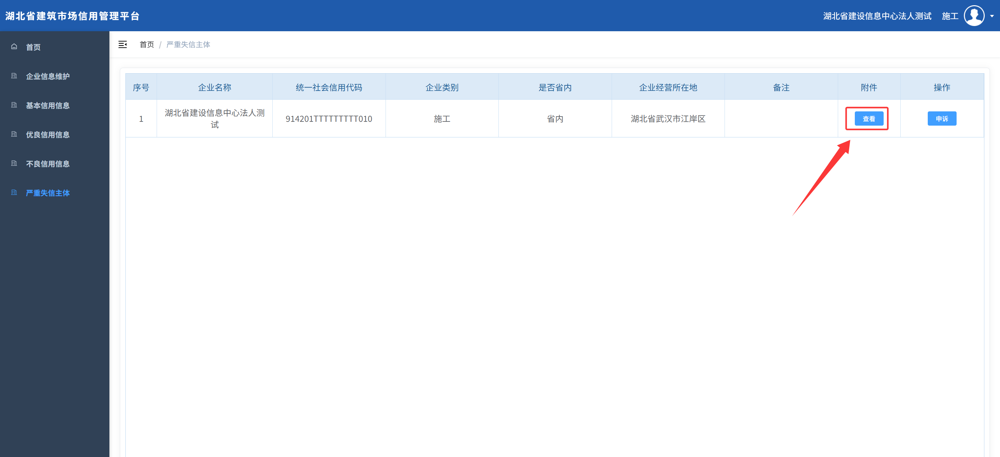 湖北省建筑市场信用管理平台
湖北省建设信息中心法人测试 施工
首页
企业信息维护
基本信用信息
优良信用信息
不良信用信息
严重失信主体
首页 / 严重失信主体
序号 企业名称 统一社会信用代码 企业类别 是否省内 企业经营所在地 备注 附件 操作
1 湖北省建设信息中心法人测试 914201TTTTTTTTT010 施工 省内 湖北省武汉市江岸区 查看 申诉